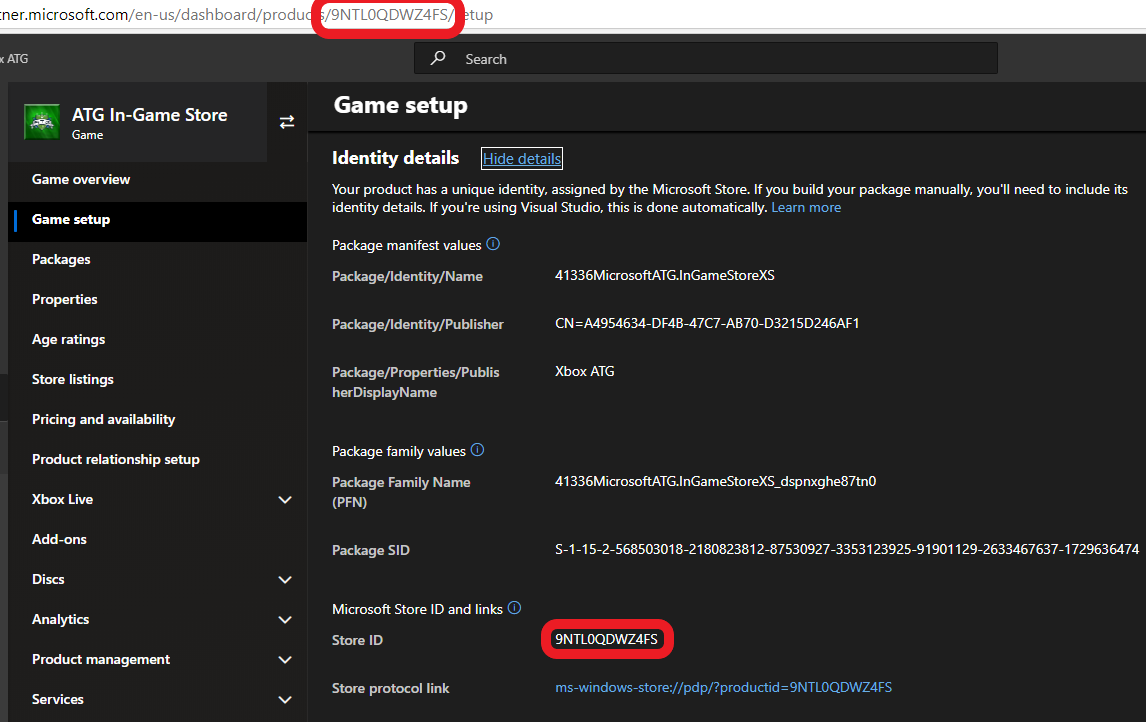 tner.microsoft.com/en-us/dashboard/products/9NTL0QDWZ4FS/setup
x ATG
Search
ATG In-Game Store
Game
Game overview
Game setup
Packages
Properties
Age ratings
Store listings
Pricing and availability
Product relationship setup
Xbox Live
Add-ons
Discs
Analytics
Product management
Services
Game setup
Identity details Hide details
Your product has a unique identity, assigned by the Microsoft Store. If you build your package manually, you'll need to include its
identity details. If you're using Visual Studio, this is done automatically. Learn more
Package manifest values
Package/Identity/Name 41336MicrosoftATG.InGameStoreXS
Package/Identity/Publisher CN=A4954634-DF4B-47C7-AB70-D3215D246AF1
Package/Properties/Publis Xbox ATG
herDisplayName
Package family values
Package Family Name 41336MicrosoftATG.InGameStoreXS_dspnxghe87tn0
(PFN)
Package SID S-1-15-2-568503018-2180823812-87530927-3353123925-91901129-2633467637-1729636474
Microsoft Store ID and links
Store ID 9NTL0QDWZ4FS
Store protocol link ms-windows-store://pdp/?productid=9NTL0QDWZ4FS